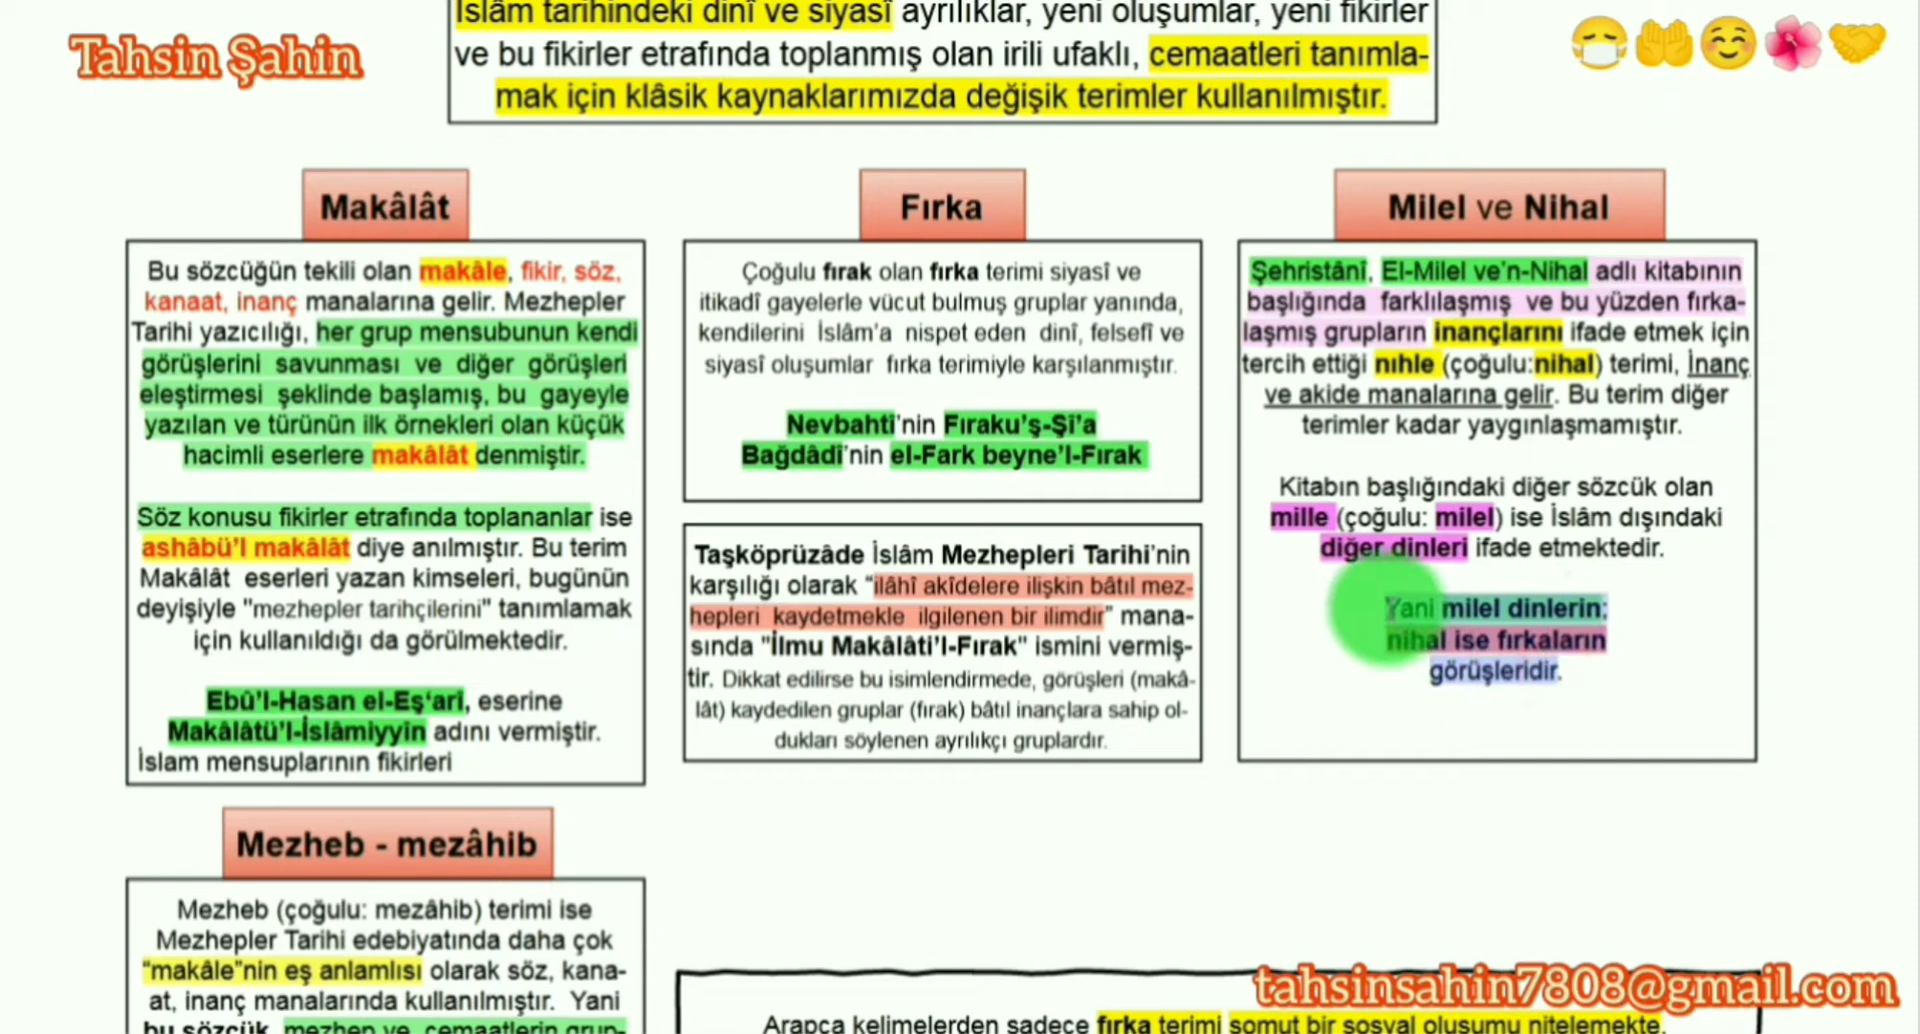 Tahsin Şahin
İslâm tarihindeki dinî ve siyasî ayrılıklar, yeni oluşumlar, yeni fikirler
ve bu fikirler etrafında toplanmış olan irili ufaklı, cemaatleri tanımla-
mak için klâsik kaynaklarımızda değişik terimler kullanılmıştır.
Makâlât
Bu sözcüğün tekili olan makâle, fikir, söz,
kanaat, inanç manalarına gelir. Mezhepler
Tarihi yazıcılığı, her grup mensubunun kendi
görüşlerini savunması ve diğer görüşleri
eleştirmesi şeklinde başlamış, bu gayeyle
yazılan ve türünün ilk örnekleri olan küçük
hacimli eserlere makâlât denmiştir.
Söz konusu fikirler etrafında toplananlar ise
ashâbü'l makâlât diye anılmıştır. Bu terim
Makâlât eserleri yazan kimseleri, bugünün
deyişiyle "mezhepler tarihçilerini" tanımlamak
için kullanıldığı da görülmektedir.
Ebû'l-Hasan el-Eş‘arî, eserine
Makâlâtü'l-İslâmiyyîn adını vermiştir.
İslam mensuplarının fikirleri
Fırka
Çoğulu fırak olan fırka terimi siyasî ve
itikadî gayelerle vücut bulmuş gruplar yanında,
kendilerini İslâm'a nispet eden dinî, felsefî ve
siyasî oluşumlar fırka terimiyle karşılanmıştır.
Nevbahti'nin Fıraku'ş-Şî'a
Bağdâdî'nin el-Fark beyne'l-Fırak
Taşköprüzâde İslâm Mezhepleri Tarihi'nin
karşılığı olarak “ilâhî akîdelere ilişkin bâtıl mez-
hepleri kaydetmekle ilgilenen bir ilimdir” mana-
sında "İlmu Makâlâti'l-Fırak" ismini vermiş-
tir. Dikkat edilirse bu isimlendirmede, görüşleri (makâ-
lât) kaydedilen gruplar (fırak) bâtıl inançlara sahip ol-
dukları söylenen ayrılıkçı gruplardır.
Milel ve Nihal
Şehristânî, El-Milel ve'n-Nihal adlı kitabının
başlığında farklılaşmış ve bu yüzden fırka-
laşmış grupların inançlarını ifade etmek için
tercih ettiği nıhle (çoğulu:nihal) terimi, İnanç
ve akide manalarına gelir. Bu terim diğer
terimler kadar yaygınlaşmamıştır.
Kitabın başlığındaki diğer sözcük olan
mille (çoğulu: milel) ise İslâm dışındaki
diğer dinleri ifade etmektedir.
Yani milel dinlerin;
nihal ise fırkaların
görüşleridir.
Mezheb - mezâhib
Mezheb (çoğulu: mezâhib) terimi ise
Mezhepler Tarihi edebiyatında daha çok
“makâle”nin eş anlamlısı olarak söz, kana-
at, inanç manalarında kullanılmıştır. Yani
bu sözcük, mezhep ve cemaatlerin grup-
Arapça kelimelerden sadece fırka terimi somut bir sosyal oluşumu nitelemekte,
tahsinsahin7808@gmail.com